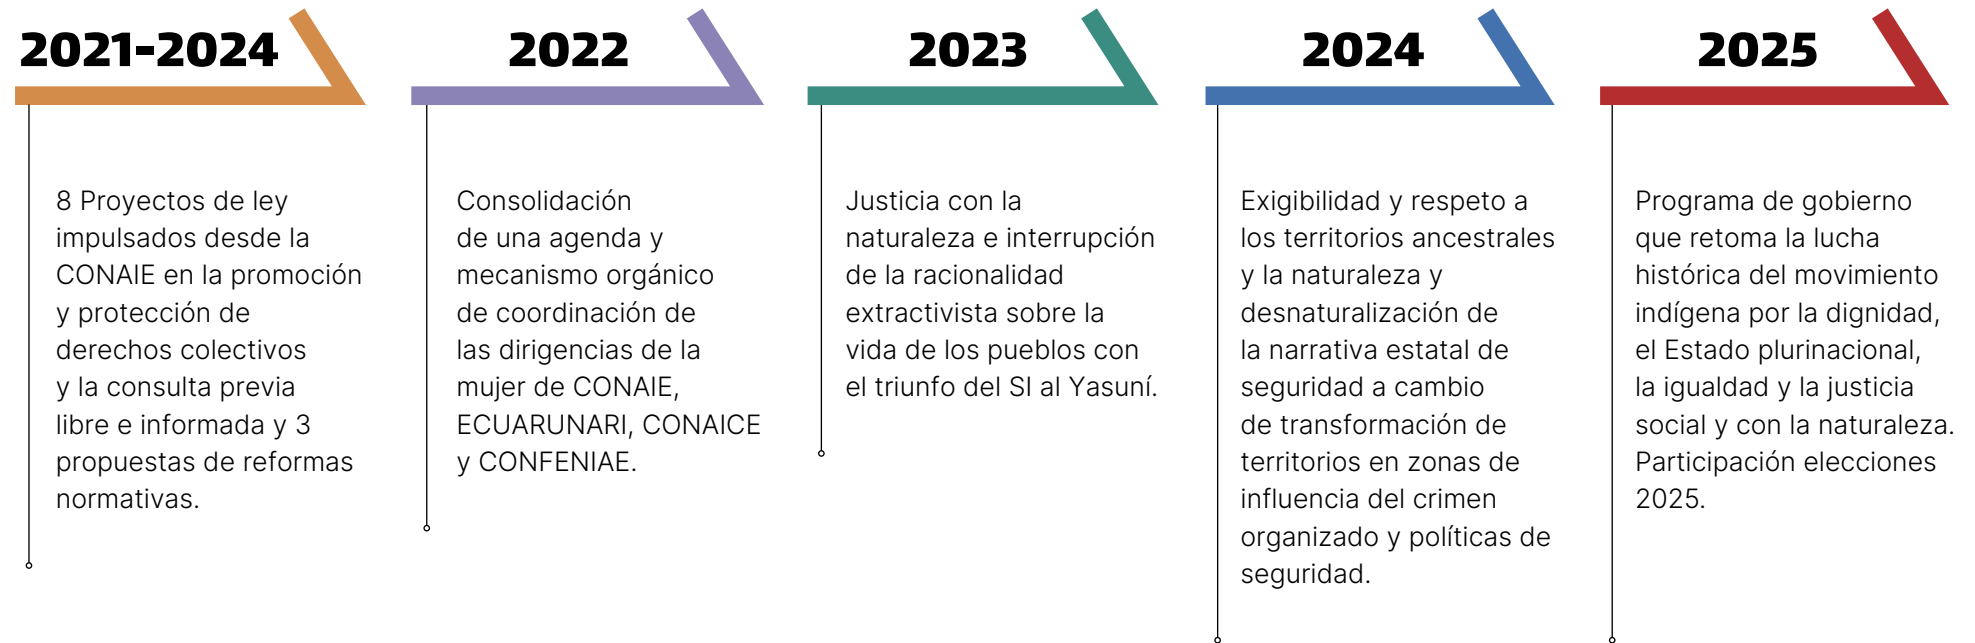 2021-2024
8 Proyectos de ley
impulsados desde la
CONAIE en la promoción
y protección de
derechos colectivos
y la consulta previa
libre e informada y 3
propuestas de reformas
normativas.
2022
Consolidación
de una agenda y
mecanismo orgánico
de coordinación de
las dirigencias de la
mujer de CONAIE,
ECUARUNARI, CONAICE
y CONFENIAE.
2023
Justicia con la
naturaleza e interrupción
de la racionalidad
extractivista sobre la
vida de los pueblos con
el triunfo del SI al Yasuní.
2024
Exigibilidad y respeto a
los territorios ancestrales
y la naturaleza y
desnaturalización de
la narrativa estatal de
seguridad a cambio
de transformación de
territorios en zonas de
influencia del crimen
organizado y políticas de
seguridad.
2025
Programa de gobierno
que retoma la lucha
histórica del movimiento
indígena por la dignidad,
el Estado plurinacional,
la igualdad y la justicia
social y con la naturaleza.
Participación elecciones
2025.